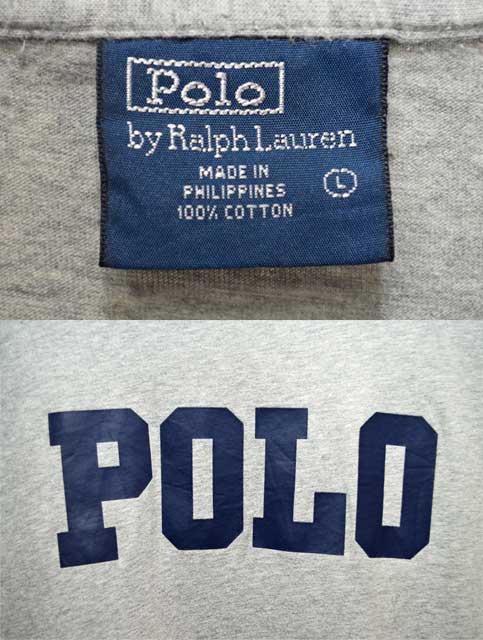 Polo
by Ralph Lauren
MADE IN
PHILIPPINES
L
100% COTTON
POLO